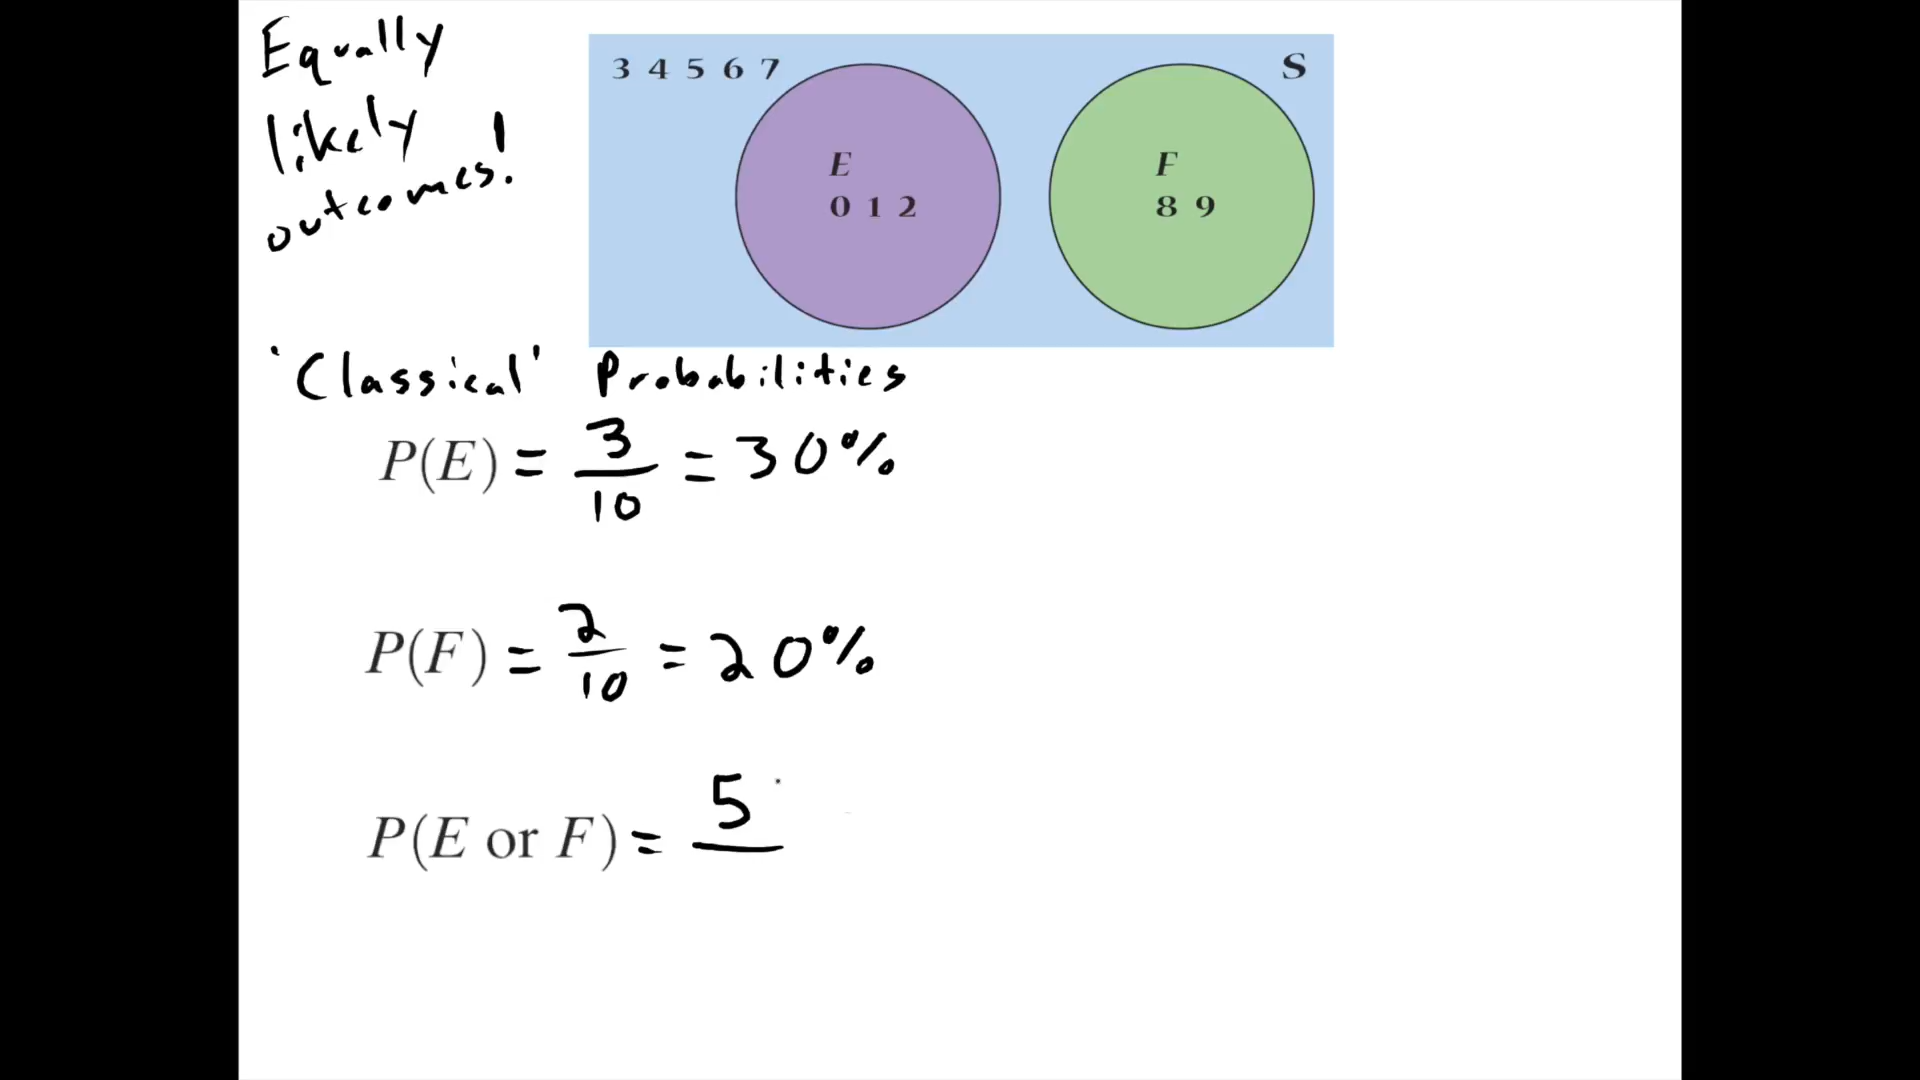 Equally
likely
outcomes!
3 4 5 6 7
S
E
0 1 2
F
8 9
'Classical' Probabilities
P(E) = 3/10 = 30%
P(F) = 2/10 = 20%
P(E or F) = 5/